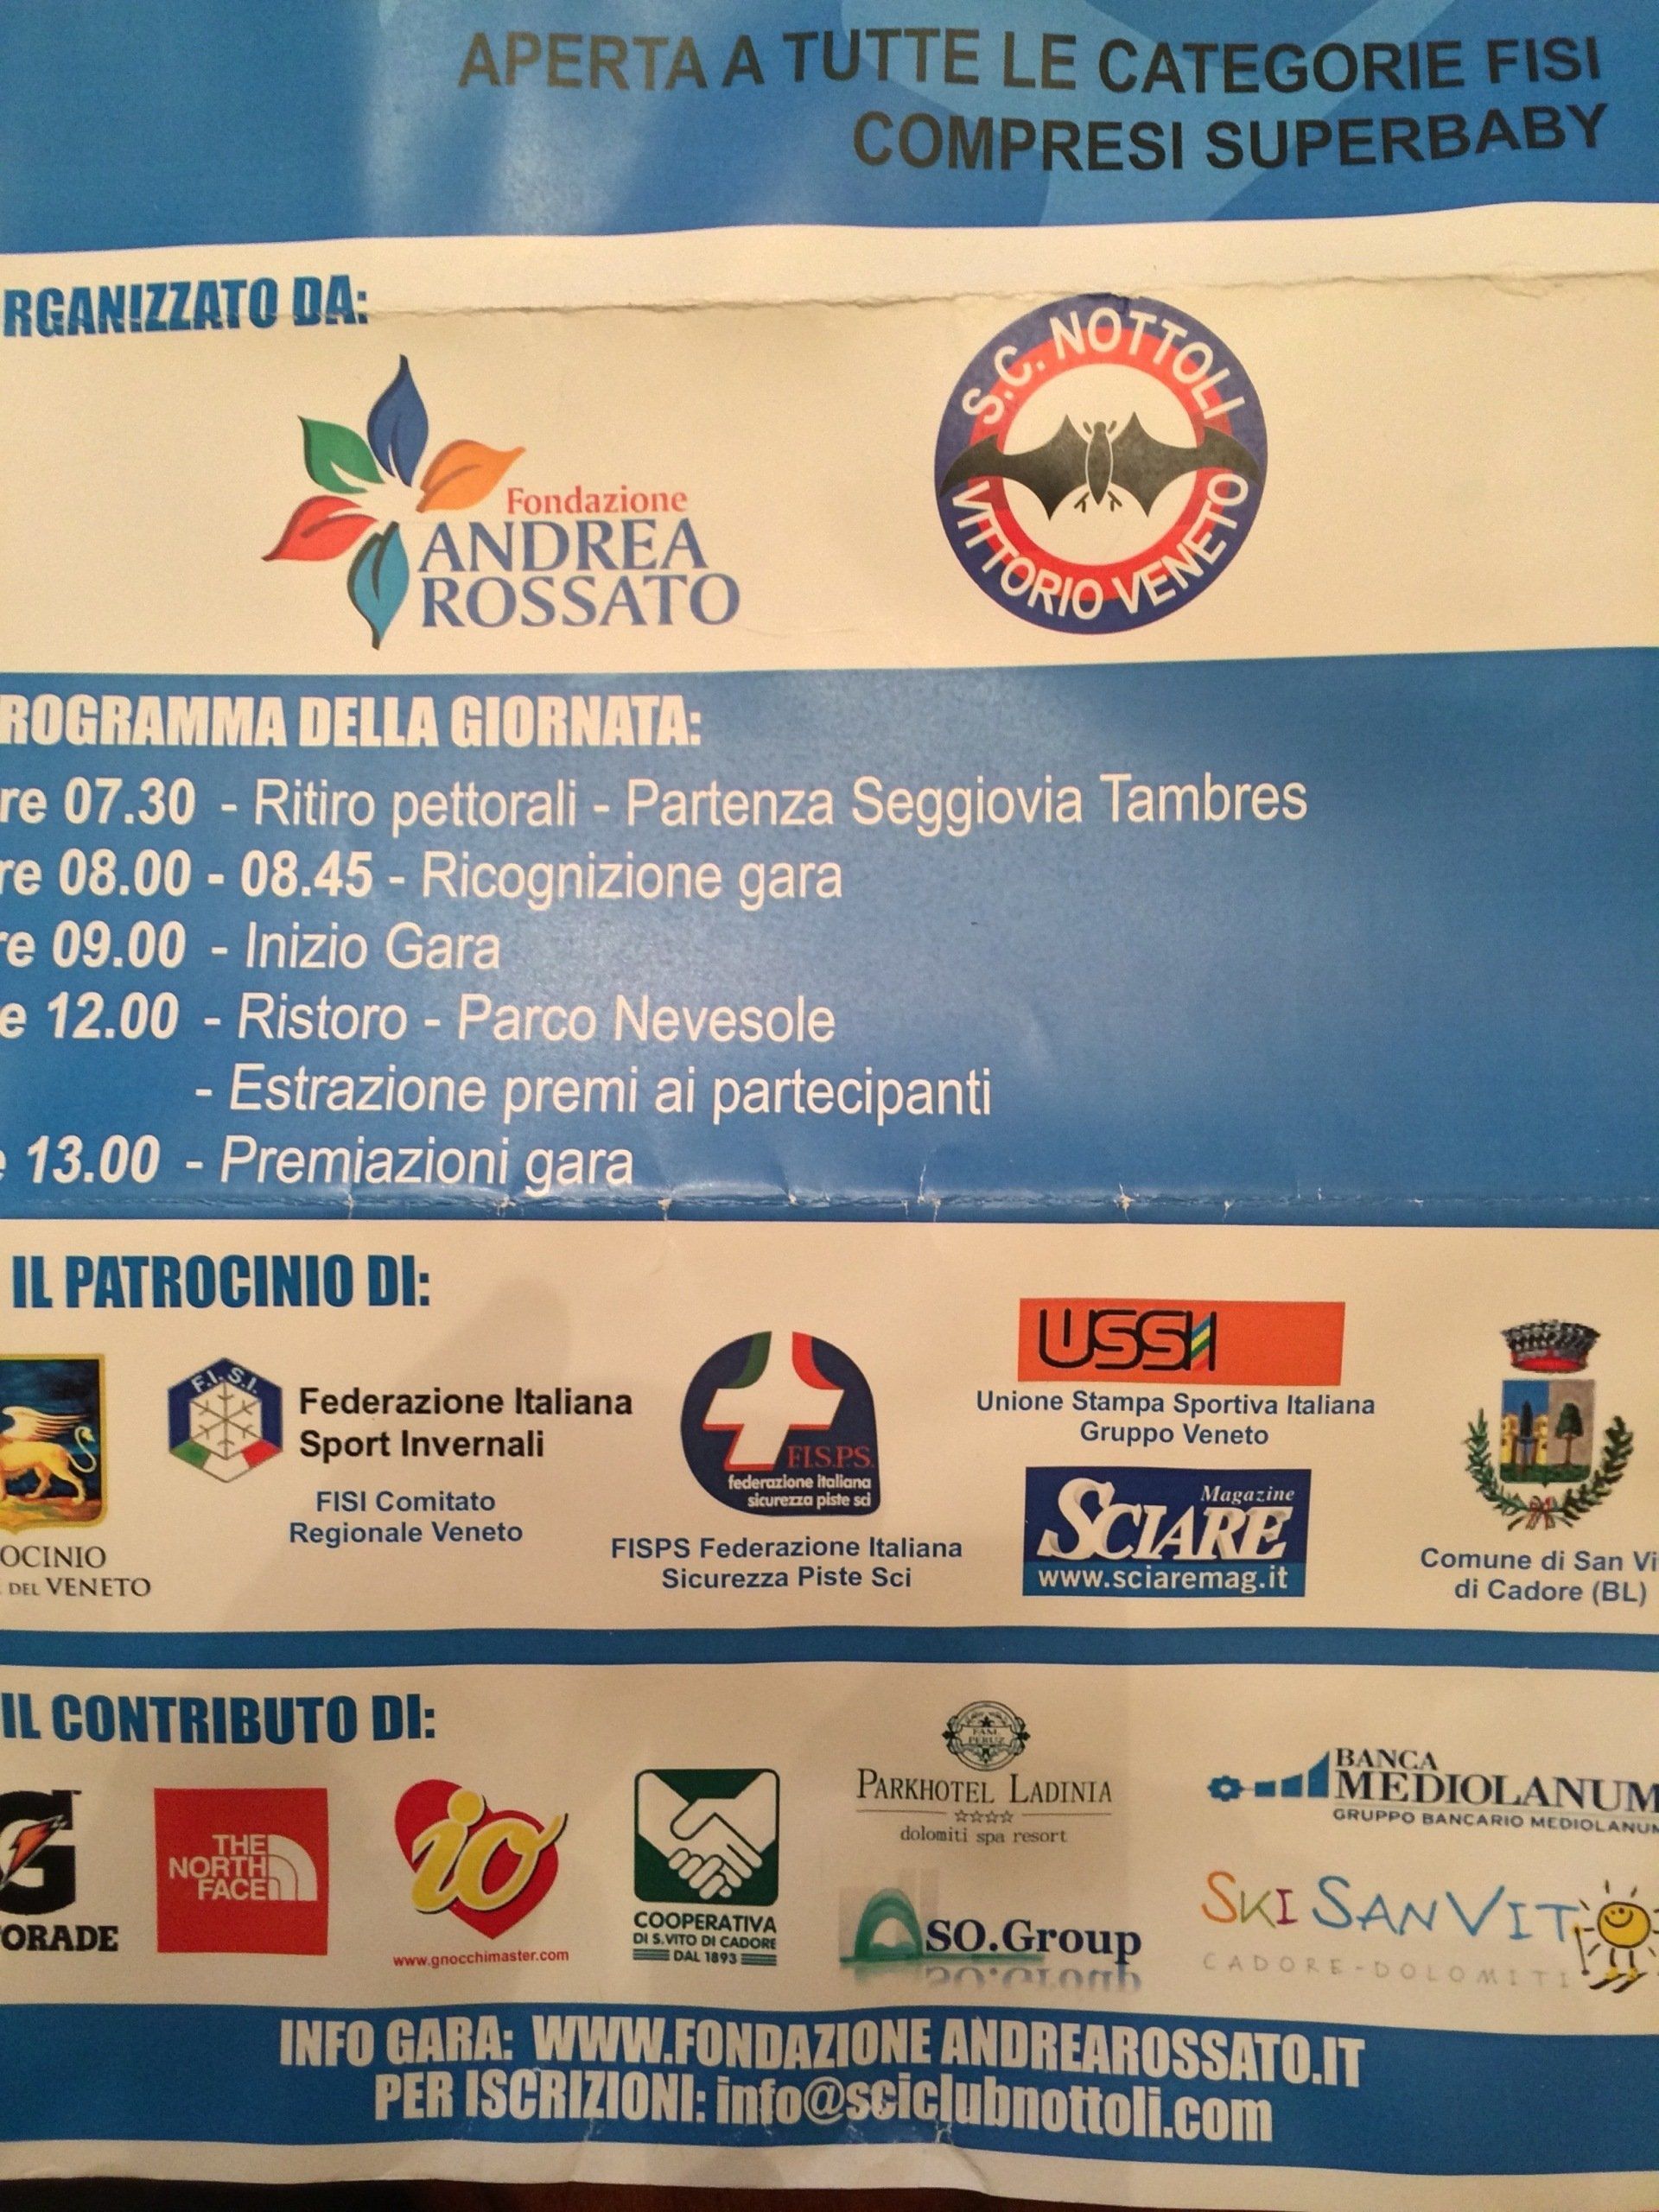 APERTA A TUTTE LE CATEGORIE FISI
COMPRESI SUPERBABY
RGANIZZATO DA:
Fondazione
ANDREA
ROSSATO
S.C. NOTTOLI
VITTORIO VENETO
ROGRAMMA DELLA GIORNATA:
re 07.30 - Ritiro pettorali - Partenza Seggiovia Tambres
re 08.00 - 08.45 - Ricognizione gara
re 09.00 - Inizio Gara
e 12.00 - Ristoro - Parco Nevesole
- Estrazione premi ai partecipanti
e 13.00 - Premiazioni gara
IL PATROCINIO DI:
OCINIO
DEL VENETO
F.I.S.I.
Federazione Italiana
Sport Invernali
FISI Comitato
Regionale Veneto
F.I.S.P.S.
federazione italiana
sicurezza piste sci
FISPS Federazione Italiana
Sicurezza Piste Sci
USSI
Unione Stampa Sportiva Italiana
Gruppo Veneto
Magazine
SCIARE
www.sciaremag.it
Comune di San Vi
di Cadore (BL)
IL CONTRIBUTO DI:
G
ORADE
THE
NORTH
FACE
io
www.gnocchimaster.com
COOPERATIVA
DI S.VITO DI CADORE
DAL 1893
PARKHOTEL LADINIA
dolomiti spa resort
ASO.Group
BANCA
MEDIOLANUM
GRUPPO BANCARIO MEDIOLANUM
SKI SAN VITO
CADORE-DOLOMITI
INFO GARA: WWW.FONDAZIONE ANDREAROSSATO.IT
PER ISCRIZIONI: info@sciclubnottoli.com